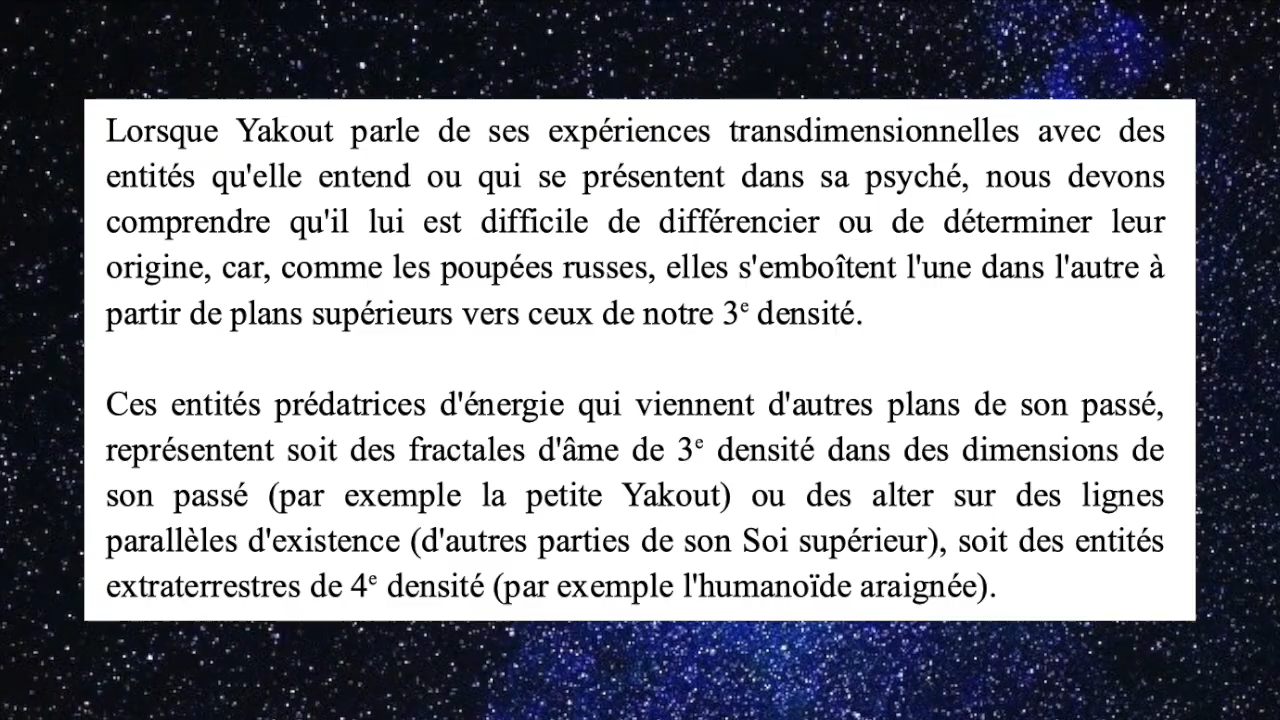 Lorsque Yakout parle de ses expériences transdimensionnelles avec des
entités qu'elle entend ou qui se présentent dans sa psyché, nous devons
comprendre qu'il lui est difficile de différencier ou de déterminer leur
origine, car, comme les poupées russes, elles s'emboîtent l'une dans l'autre à
partir de plans supérieurs vers ceux de notre 3ᵉ densité.
Ces entités prédatrices d'énergie qui viennent d'autres plans de son passé,
représentent soit des fractales d'âme de 3ᵉ densité dans des dimensions de
son passé (par exemple la petite Yakout) ou des alter sur des lignes
parallèles d'existence (d'autres parties de son Soi supérieur), soit des entités
extraterrestres de 4ᵉ densité (par exemple l'humanoïde araignée).